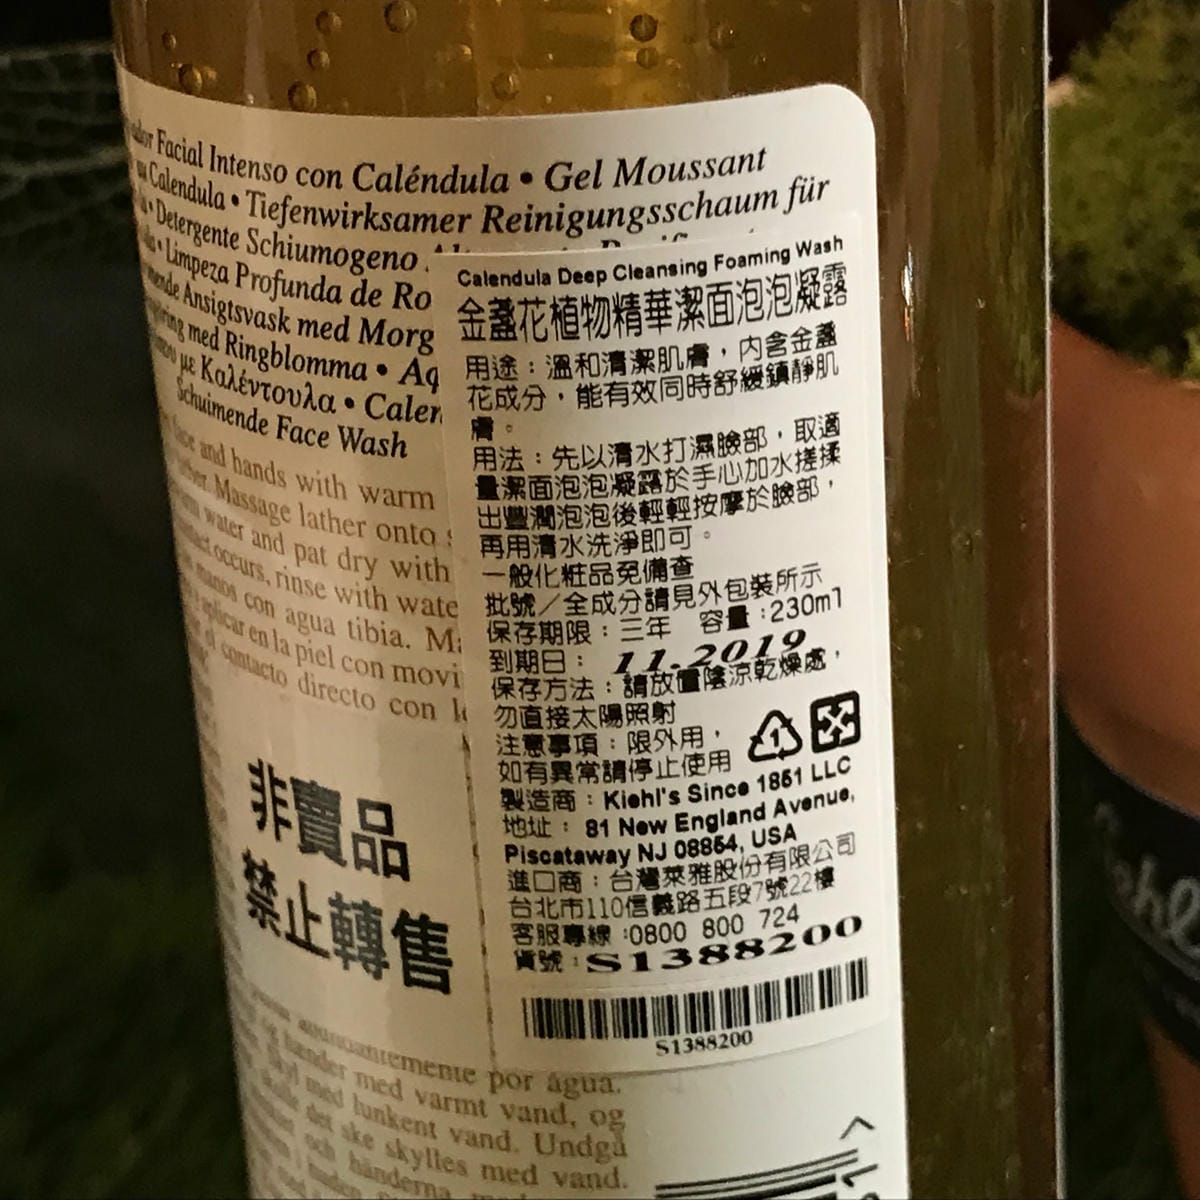 Facial Intenso con Caléndula • Gel Moussant
Calendula • Tiefenwirksamer Reinigungsschaum für
• Detergente Schiumogeno
• Limpeza Profunda de Ro
Ansigtsvask med Morg
med Ringblomma • Aq
με Καλέντουλα • Calen
Schuimende Face Wash
face and hands with warm
Massage lather onto
water and pat dry with
occurs, rinse with wate
manos con agua tibia. Ma
aplicar en la piel con movi
contacto directo con l
非賣品
禁止轉售
por agua.
hænder med varmt vand, og
med lunkent vand. Undgå
det ske skylles med vand.
händerna
Calendula Deep Cleansing Foaming Wash
金盞花植物精華潔面泡泡凝露
用途：溫和清潔肌膚，內含金盞
花成分，能有效同時舒緩鎮靜肌
膚。
用法：先以清水打濕臉部，取適
量潔面泡泡凝露於手心加水搓揉
出豐潤泡泡後輕輕按摩於臉部，
再用清水洗淨即可。
一般化粧品免備查
批號／全成分請見外包裝所示
保存期限：三年 容量：230ml
到期日： 11.2019
保存方法：請放置陰涼乾燥處，
勿直接太陽照射
注意事項：限外用，
如有異常請停止使用
1
製造商：Kiehl's Since 1851 LLC
地址： 81 New England Avenue,
Piscataway NJ 08854, USA
進口商：台灣萊雅股份有限公司
台北市110信義路五段7號22樓
客服專線：0800 800 724
貨號：S1388200
S1388200